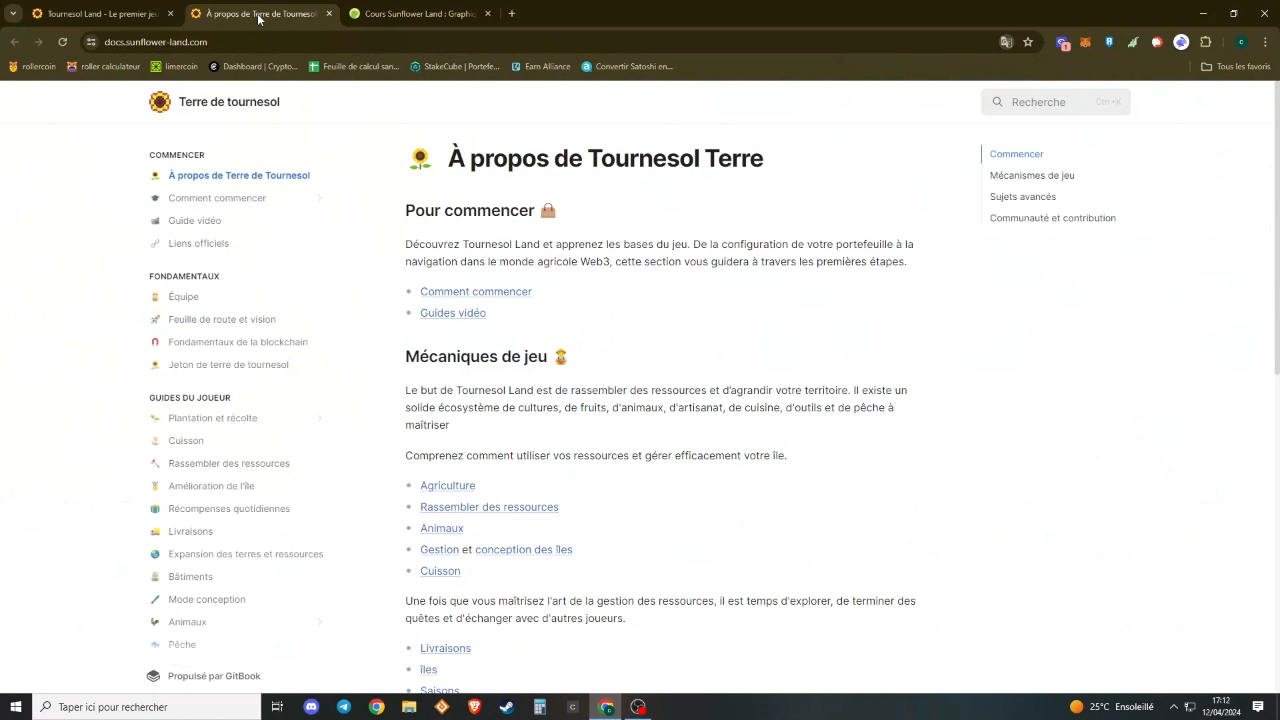 Tournesol Land - Le premier jeu
À propos de Terre de Tournesol
Cours Sunflower Land : Graphiq
docs.sunflower-land.com
rollercoin
roller calculateur
limercoin
Dashboard | Crypto...
Feuille de calcul san...
StakeCube | Portefe...
Earn Alliance
Convertir Satoshi en...
Tous les favoris
Terre de tournesol
Recherche
Ctrl +K
COMMENCER
À propos de Terre de Tournesol
Comment commencer
Guide vidéo
Liens officiels
FONDAMENTAUX
Équipe
Feuille de route et vision
Fondamentaux de la blockchain
Jeton de terre de tournesol
GUIDES DU JOUEUR
Plantation et récolte
Cuisson
Rassembler des ressources
Amélioration de l'île
Récompenses quotidiennes
Livraisons
Expansion des terres et ressources
Bâtiments
Mode conception
Animaux
Pêche
Propulsé par GitBook
À propos de Tournesol Terre
Pour commencer
Découvrez Tournesol Land et apprenez les bases du jeu. De la configuration de votre portefeuille à la
navigation dans le monde agricole Web3, cette section vous guidera à travers les premières étapes.
Comment commencer
Guides vidéo
Mécaniques de jeu
Le but de Tournesol Land est de rassembler des ressources et d'agrandir votre territoire. Il existe un
solide écosystème de cultures, de fruits, d'animaux, d'artisanat, de cuisine, d'outils et de pêche à
maîtriser
Comprenez comment utiliser vos ressources et gérer efficacement votre île.
Agriculture
Rassembler des ressources
Animaux
Gestion et conception des îles
Cuisson
Une fois que vous maîtrisez l'art de la gestion des ressources, il est temps d'explorer, de terminer des
quêtes et d'échanger avec d'autres joueurs.
Livraisons
îles
Saisons
Commencer
Mécanismes de jeu
Sujets avancés
Communauté et contribution
Taper ici pour rechercher
25°C Ensoleillé
17:12
12/04/2024